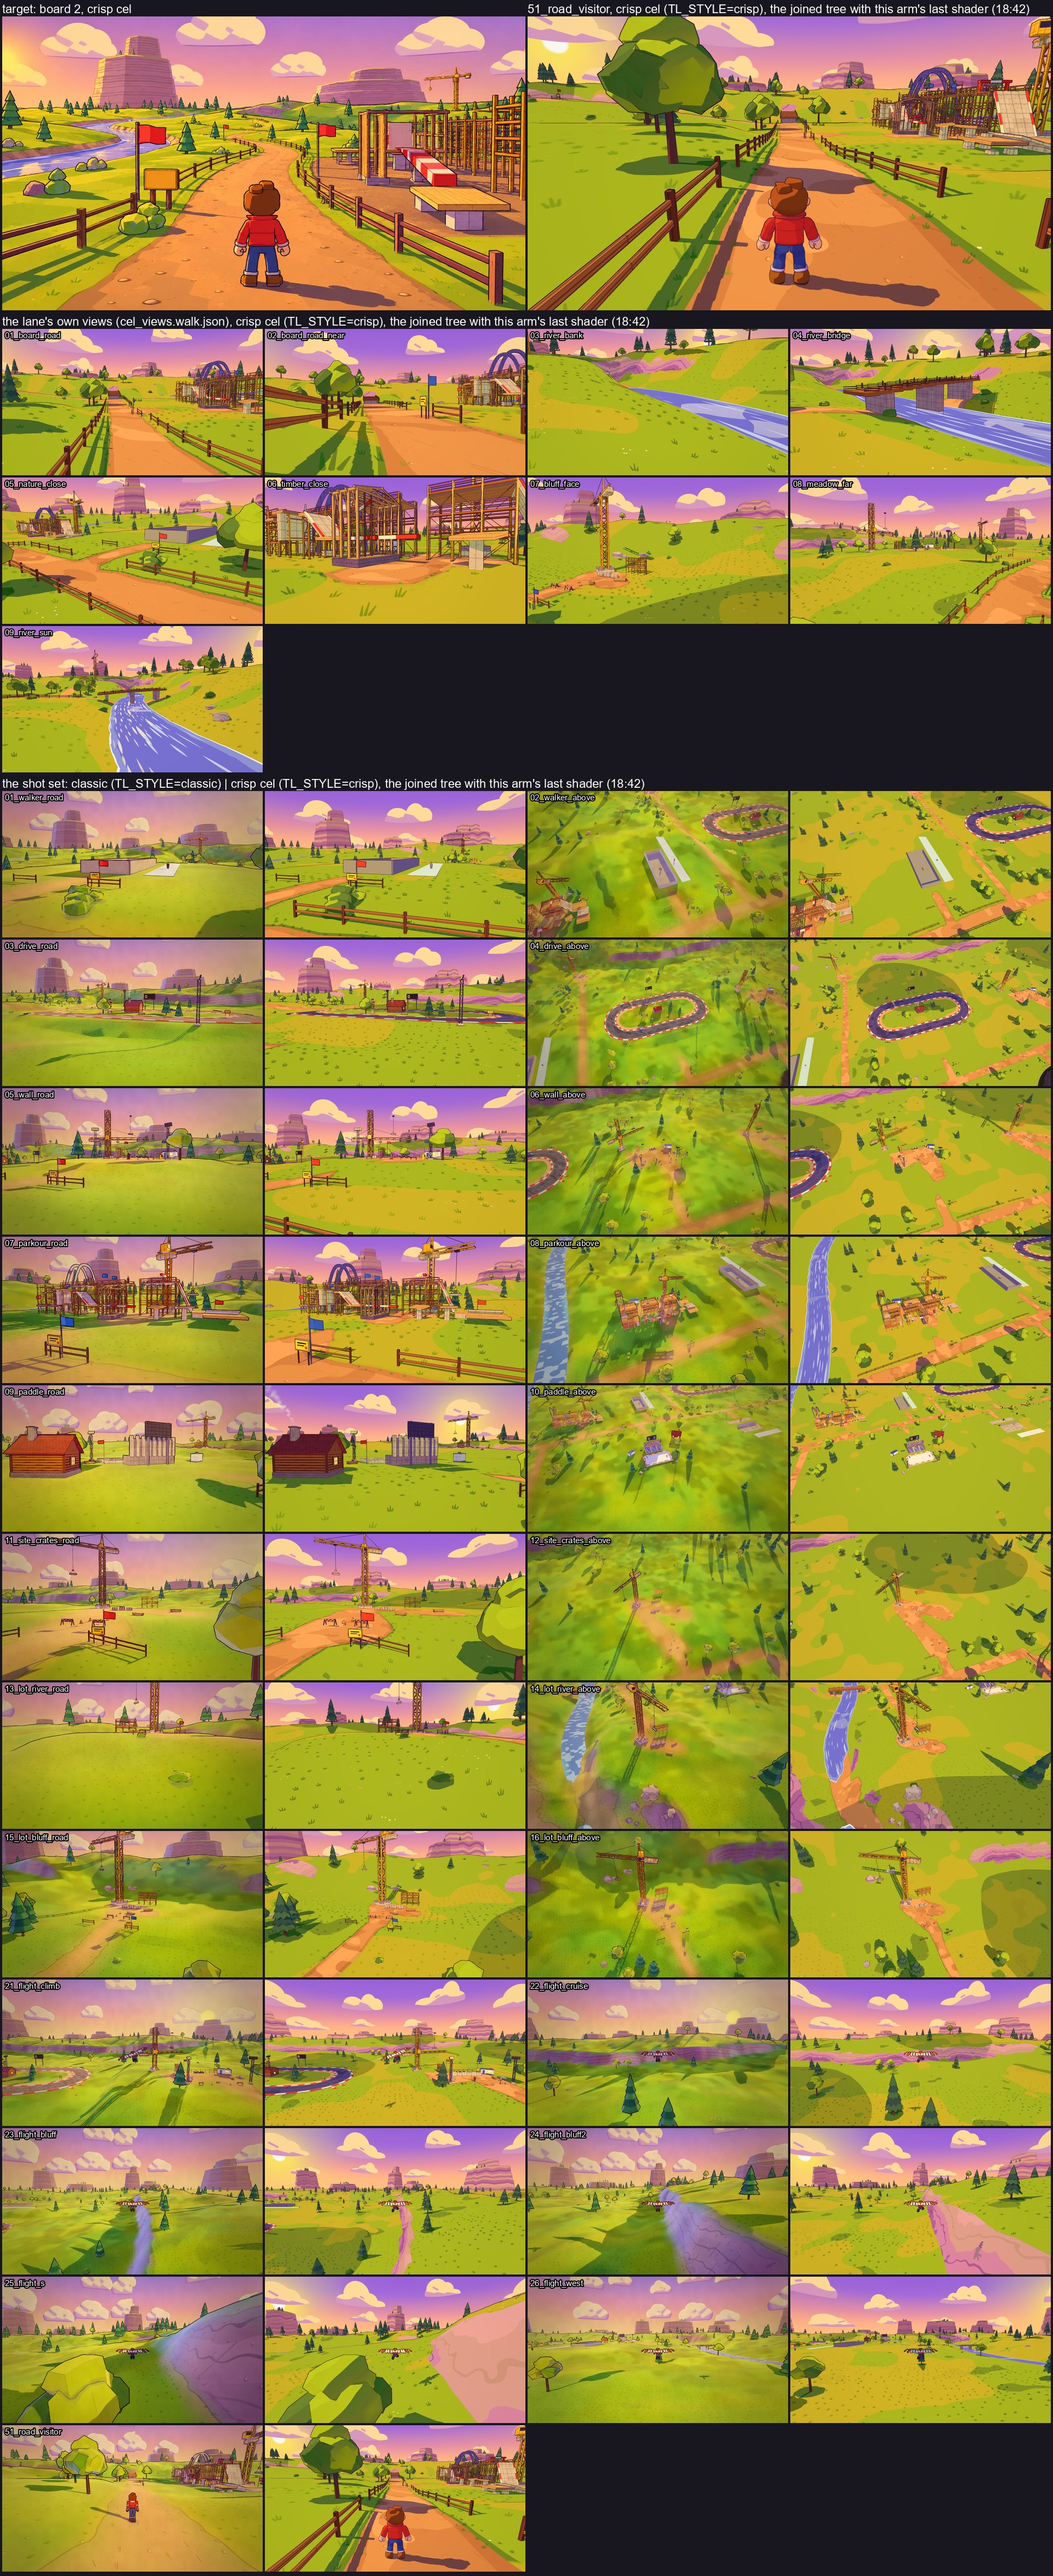 target: board 2, crisp cel
51_road_visitor, crisp cel (TL_STYLE=crisp), the joined tree with this arm's last shader (18:42)
the lane's own views (cel_views.walk.json), crisp cel (TL_STYLE=crisp), the joined tree with this arm's last shader (18:42)
01_board_road
02_board_road_near
03_river_bank
04_river_bridge
05_nature_close
06_timber_close
07_bluff_face
08_meadow_far
09_river_sun
the shot set: classic (TL_STYLE=classic) | crisp cel (TL_STYLE=crisp), the joined tree with this arm's last shader (18:42)
01_walker_road
02_walker_above
03_drive_road
04_drive_above
05_wall_road
06_wall_above
07_parkour_road
08_parkour_above
09_paddle_road
10_paddle_above
11_site_crates_road
12_site_crates_above
13_lot_river_road
14_lot_river_above
15_lot_bluff_road
16_lot_bluff_above
21_flight_climb
22_flight_cruise
23_flight_bluff
24_flight_bluff2
25_flight_s
26_flight_west
51_road_visitor